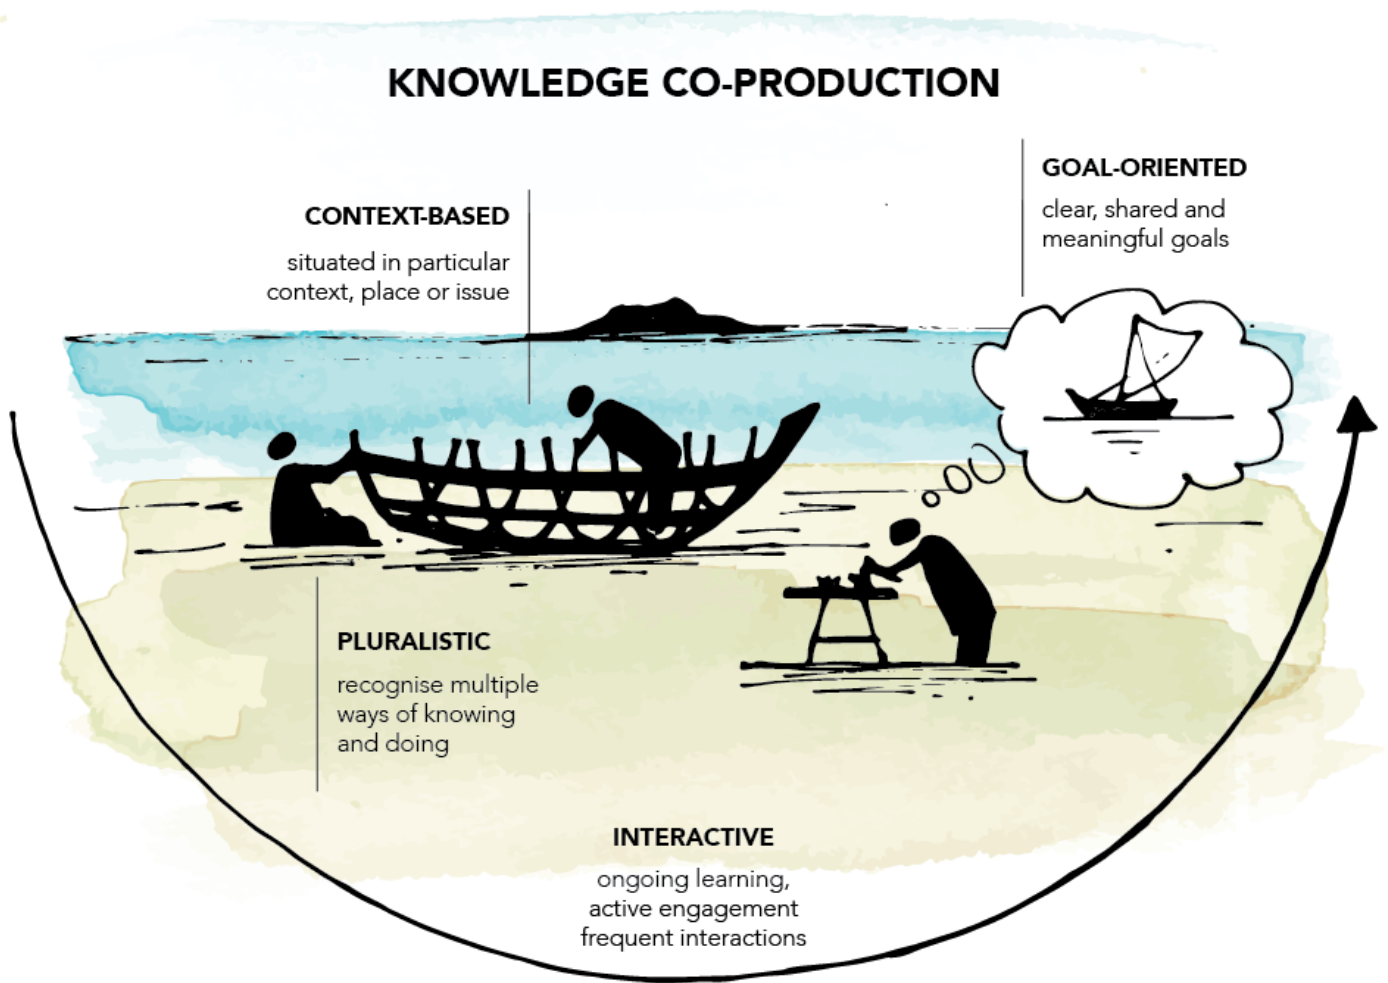 KNOWLEDGE CO-PRODUCTION
GOAL-ORIENTED
clear, shared and
meaningful goals
CONTEXT-BASED
situated in particular
context, place or issue
PLURALISTIC
recognise multiple
ways of knowing
and doing
INTERACTIVE
ongoing learning,
active engagement
frequent interactions